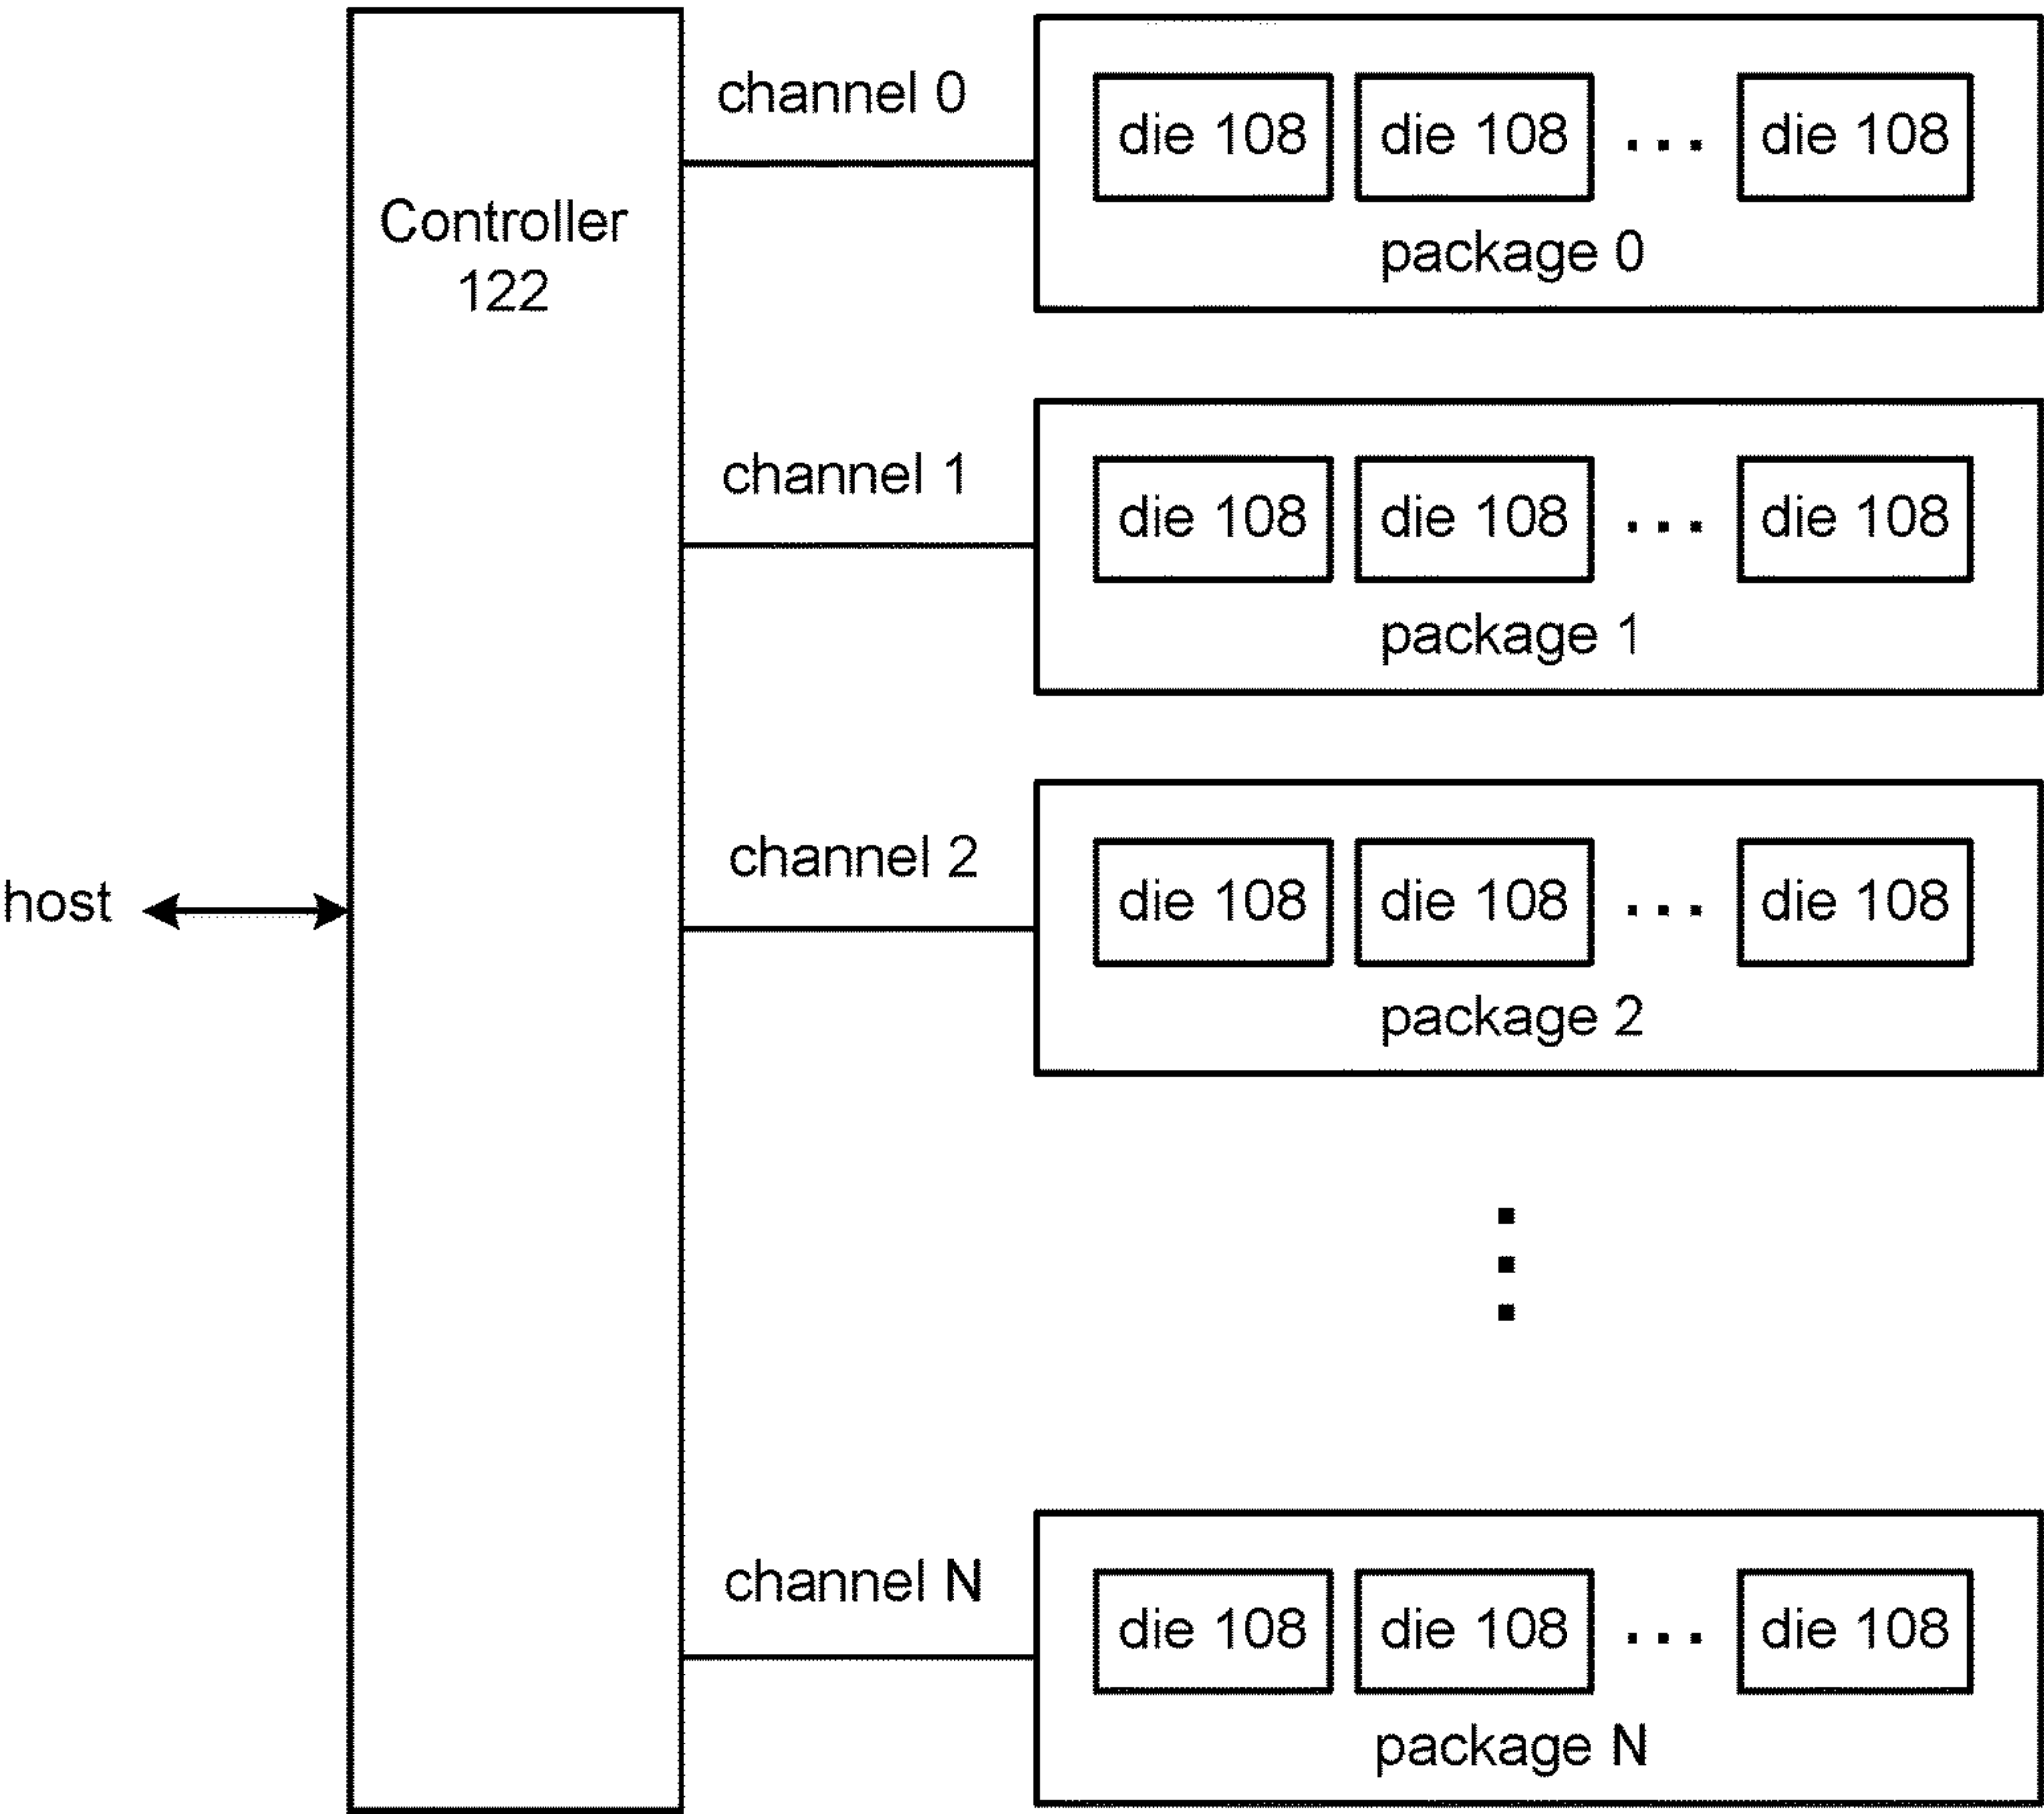 channel 0
die 108 die 108 ... die 108
package 0
Controller
122
channel 1
die 108 die 108 ... die 108
package 1
channel 2
die 108 die 108 ... die 108
package 2
host
channel N
die 108 die 108 ... die 108
package N